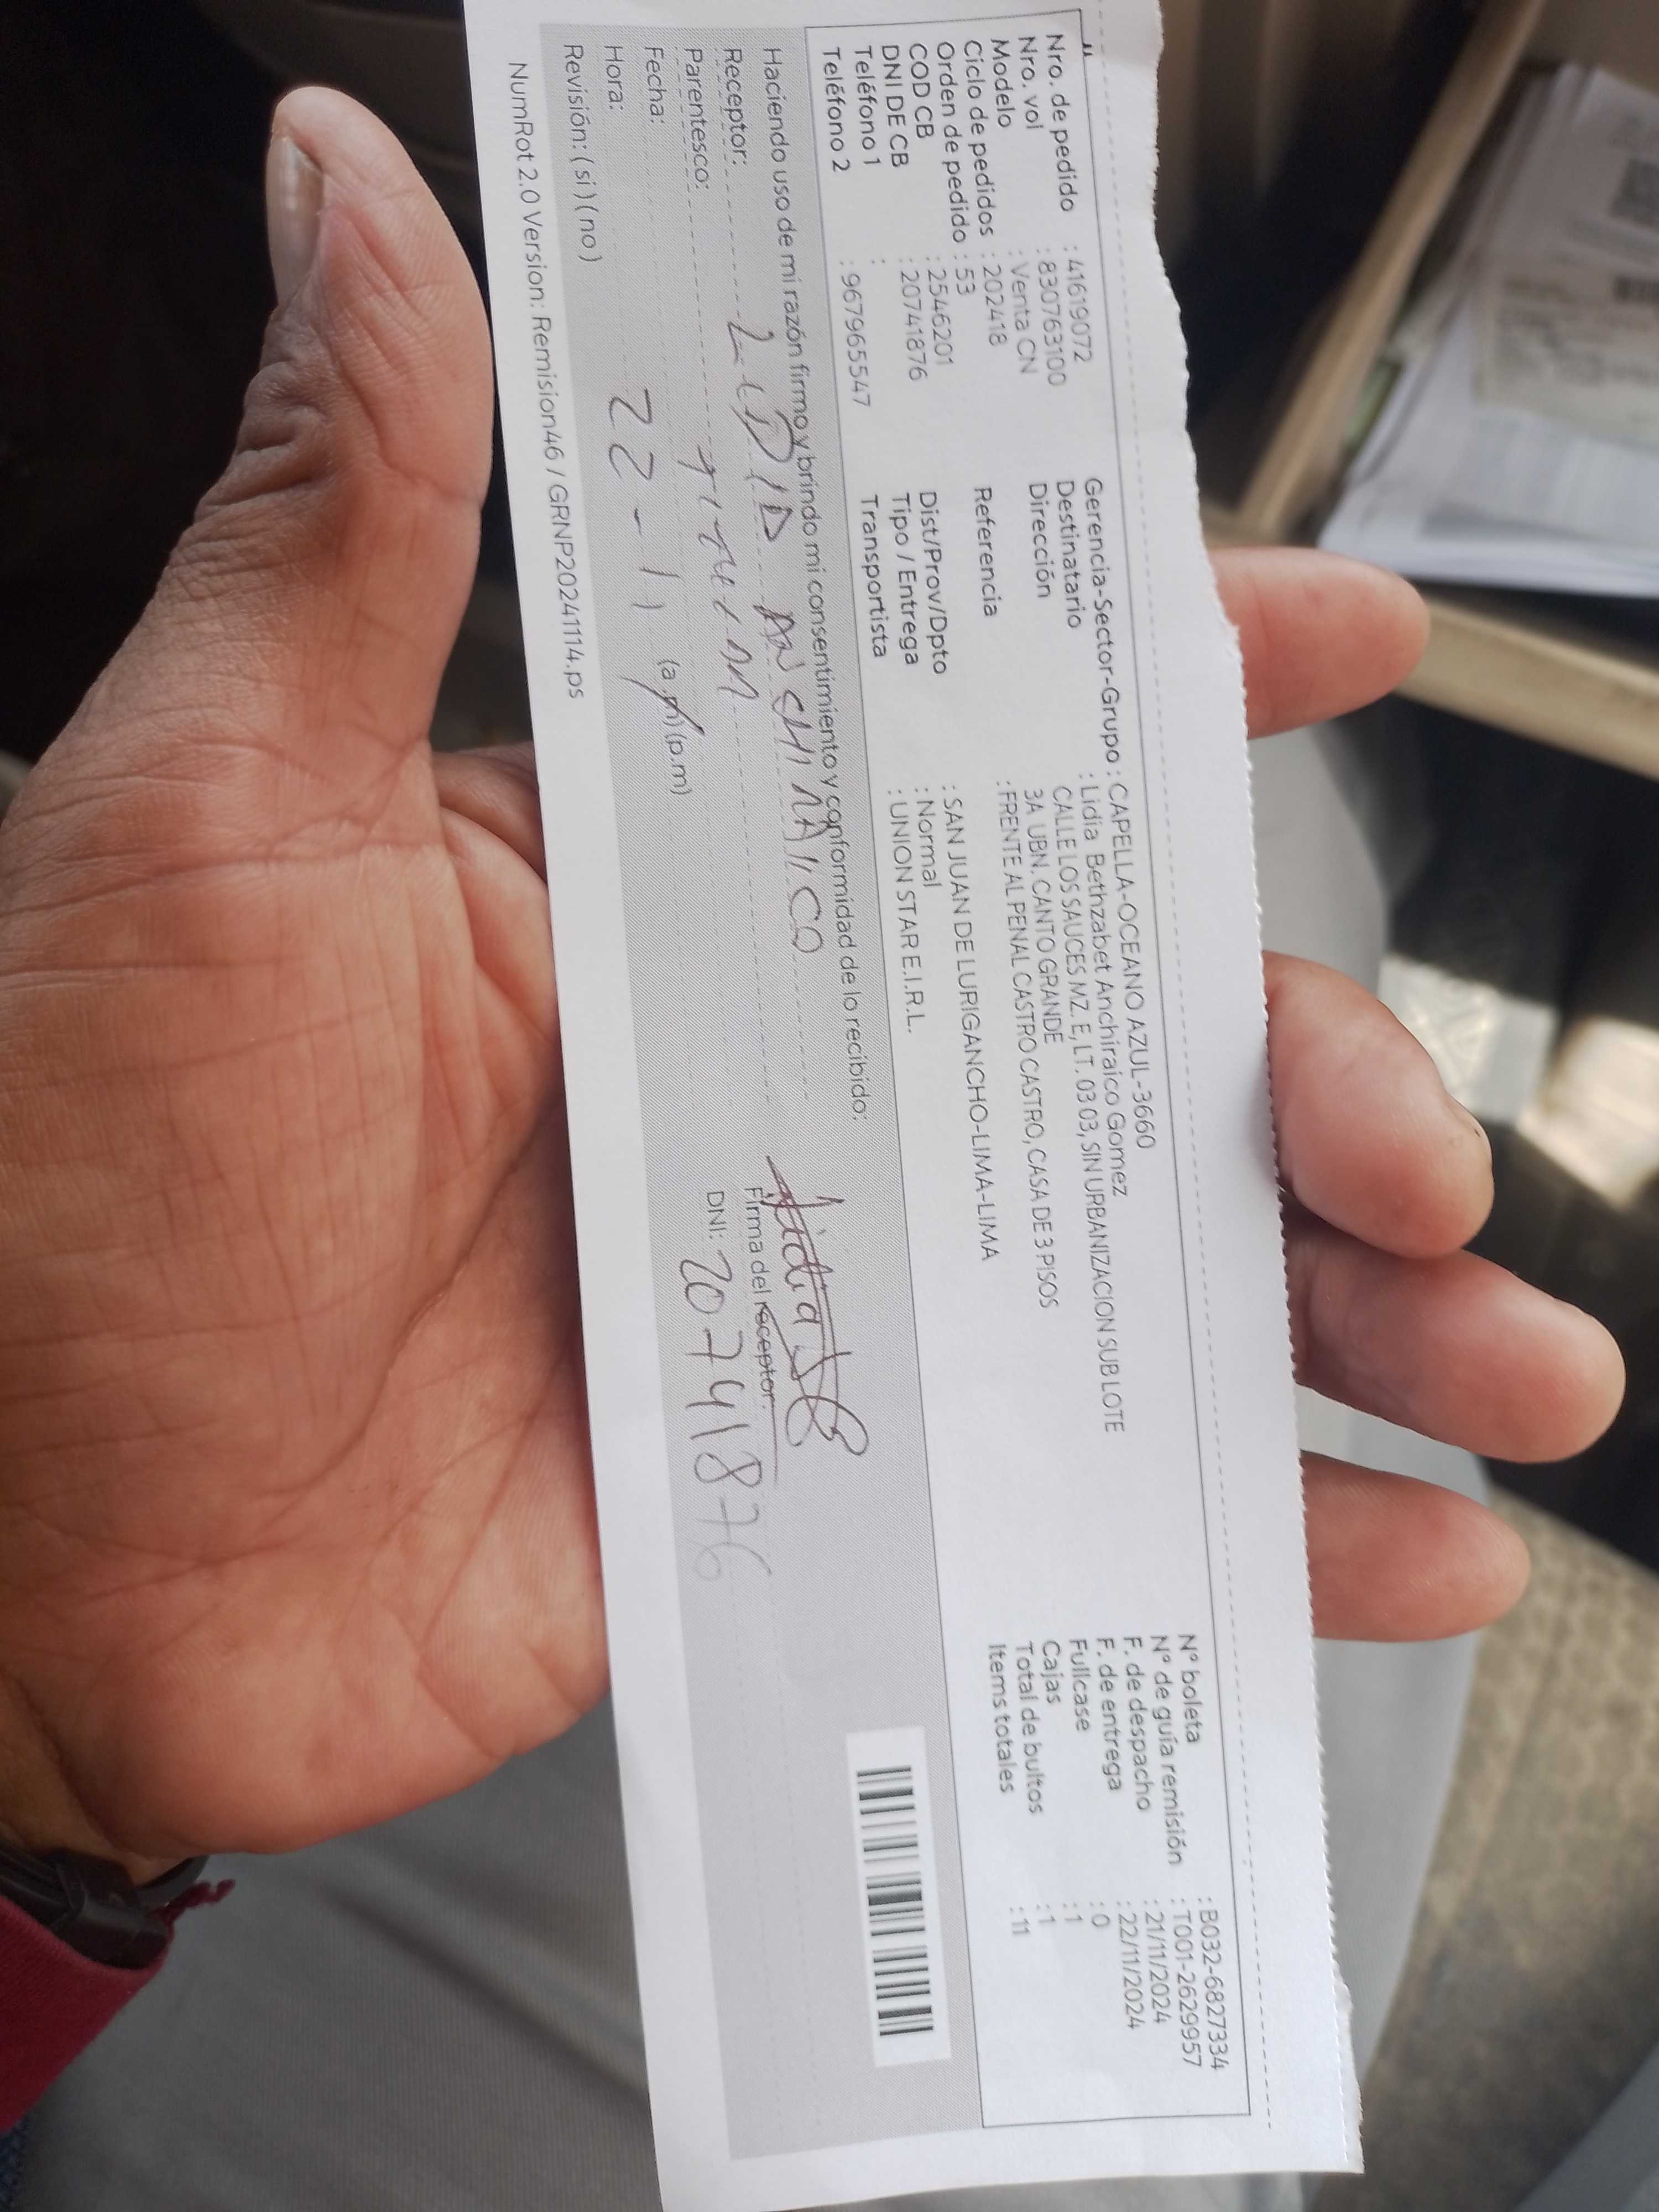 Nro. de pedido : 41619072
Nro. vol : 830763100
Modelo : Venta CN
Ciclo de pedidos : 202418
Orden de pedido : 53
COD CB : 2546201
DNI DE CB : 20741876
Teléfono 1 :
Teléfono 2 : 967965547
Gerencia-Sector-Grupo : CAPELLA-OCEANO AZUL-3660
Destinatario : Lidia Bethzabet Anchiraico Gomez
Dirección CALLE LOS SAUCES MZ. E, LT. 03 03, SIN URBANIZACION SUB LOTE
3A UBN. CANTO GRANDE
Referencia :FRENTE AL PENAL CASTRO CASTRO, CASA DE 3 PISOS
Dist/Prov/Dpto : SAN JUAN DE LURIGANCHO-LIMA-LIMA
Tipo / Entrega : Normal
Transportista : UNION STAR E.I.R.L.
N° boleta : B032-6827334
N° de guía remisión : T001-2629957
F. de despacho : 21/11/2024
F. de entrega : 22/11/2024
Fullcase : 0
Cajas : 1
Total de bultos : 1
Items totales : 11
Haciendo uso de mi razón firmo y brindo mi consentimiento y conformidad de lo recibido:
Receptor:
Parentesco:
Fecha: (a.m) (p.m)
Hora: 22-11
Revisión: ( si ) ( no )
Lidia
Firma del receptor
DNI: 20741876
NumRot 2.0 Version: Remision46 / GRNP20241114.ps